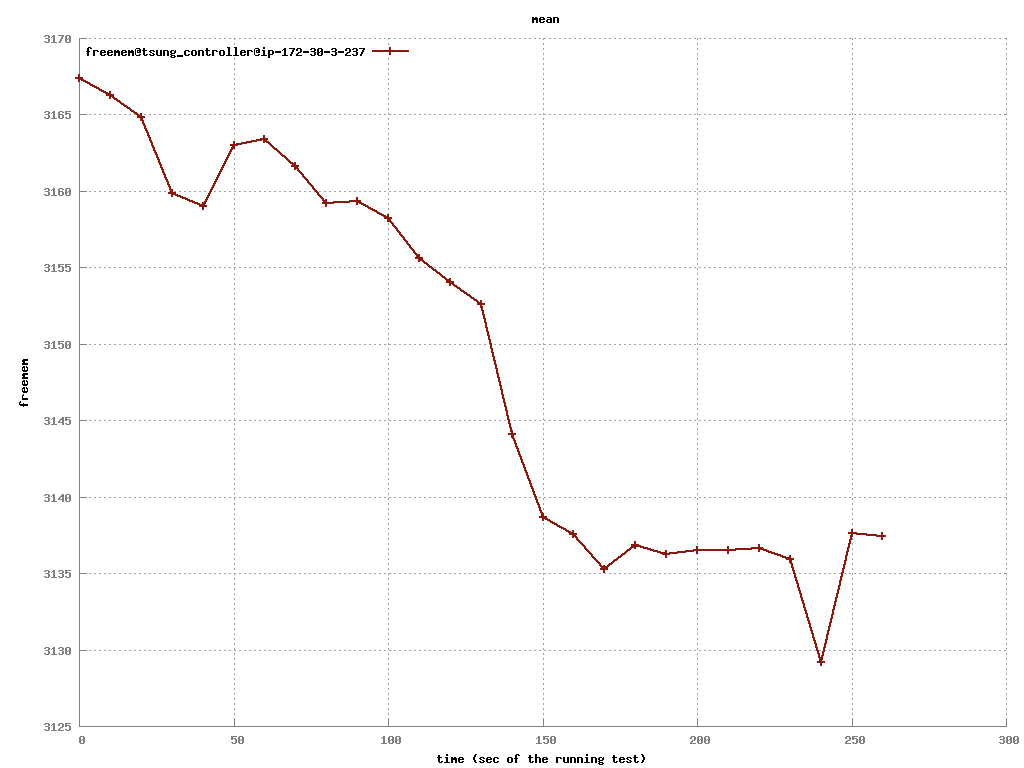 mean
3170
freemem@tsung_controller@ip-172-30-3-237
3165
3160
3155
3150
freemem
3145
3140
3135
3130
3125
0 50 100 150 200 250 300
time (sec of the running test)